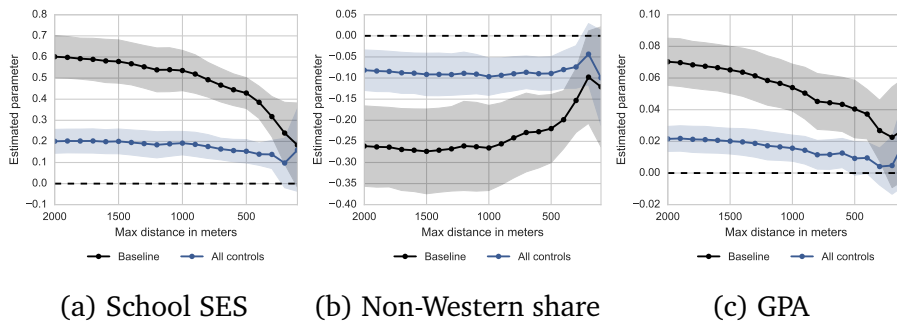 0.8
0.7
0.6
0.5
0.4
0.3
0.2
0.1
0.0
−0.1
Estimated parameter
2000 1500 1000 500
Max distance in meters
Baseline All controls
(a) School SES
0.05
0.00
−0.05
−0.10
−0.15
−0.20
−0.25
−0.30
−0.35
−0.40
Estimated parameter
2000 1500 1000 500
Max distance in meters
Baseline All controls
(b) Non-Western share
0.10
0.08
0.06
0.04
0.02
0.00
−0.02
Estimated parameter
2000 1500 1000 500
Max distance in meters
Baseline All controls
(c) GPA